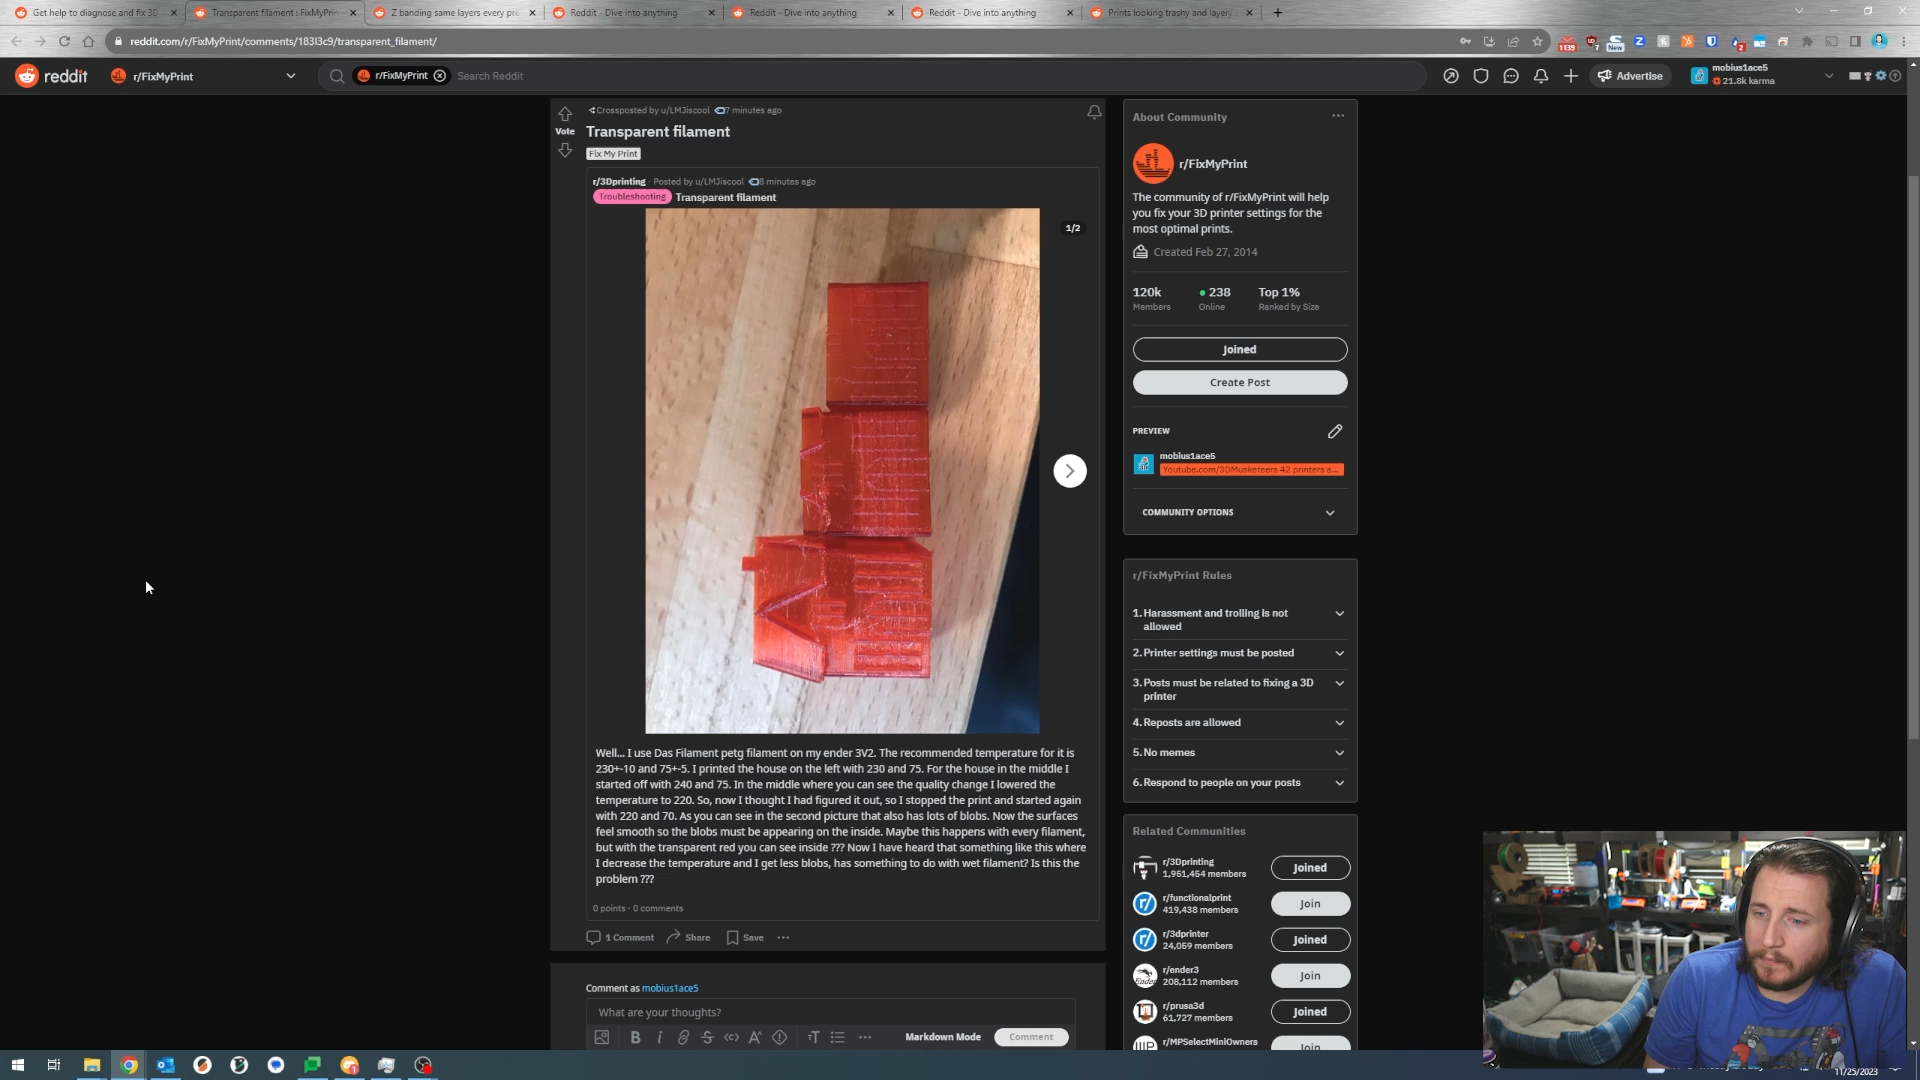 Get help to diagnose and fix 3D
Transparent filament : FixMyPri
Z banding same layers every pr
Reddit - Dive into anything
Reddit - Dive into anything
Reddit - Dive into anything
Prints looking trashy and layery
reddit.com/r/FixMyPrint/comments/183l3c9/transparent_filament/
1139
7
New
2
reddit
r/FixMyPrint
r/FixMyPrint
Search Reddit
Advertise
mobius1ace5
21.8k karma
Crossposted by u/LMJiscool 7 minutes ago
Vote
Transparent filament
Fix My Print
r/3Dprinting · Posted by u/LMJiscool 8 minutes ago
Troubleshooting Transparent filament
1/2
Well... I use Das Filament petg filament on my ender 3V2. The recommended temperature for it is
230+-10 and 75+-5. I printed the house on the left with 230 and 75. For the house in the middle I
started off with 240 and 75. In the middle where you can see the quality change I lowered the
temperature to 220. So, now I thought I had figured it out, so I stopped the print and started again
with 220 and 70. As you can see in the second picture that also has lots of blobs. Now the surfaces
feel smooth so the blobs must be appearing on the inside. Maybe this happens with every filament,
but with the transparent red you can see inside ??? Now I have heard that something like this where
I decrease the temperature and I get less blobs, has something to do with wet filament? Is this the
problem ???
0 points · 0 comments
1 Comment
Share
Save
Comment as mobius1ace5
What are your thoughts?
Markdown Mode
Comment
About Community
r/FixMyPrint
The community of r/FixMyPrint will help
you fix your 3D printer settings for the
most optimal prints.
Created Feb 27, 2014
120k
Members
238
Online
Top 1%
Ranked by Size
Joined
Create Post
PREVIEW
mobius1ace5
Youtube.com/3DMusketeers 42 printers a...
COMMUNITY OPTIONS
r/FixMyPrint Rules
1. Harassment and trolling is not
allowed
2. Printer settings must be posted
3. Posts must be related to fixing a 3D
printer
4. Reposts are allowed
5. No memes
6. Respond to people on your posts
Related Communities
r/3Dprinting
1,951,454 members
Joined
r/functionalprint
419,438 members
Join
r/3dprinter
24,059 members
Joined
r/ender3
208,112 members
Join
r/prusa3d
61,727 members
Joined
r/MPSelectMiniOwners
Join
11/25/2023